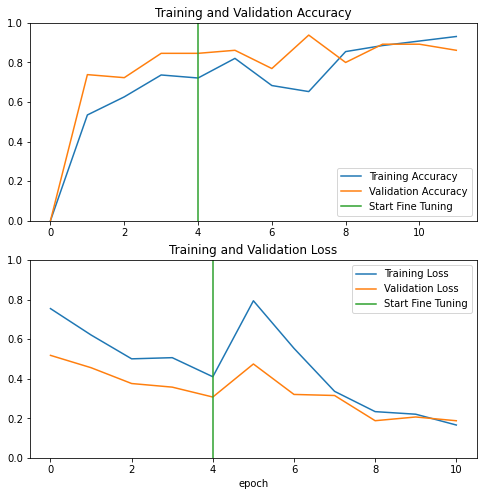 Training and Validation Accuracy
1.0
0.8
0.6
0.4
0.2
0.0
Training Accuracy
Validation Accuracy
Start Fine Tuning
0 2 4 6 8 10
Training and Validation Loss
1.0
0.8
0.6
0.4
0.2
0.0
Training Loss
Validation Loss
Start Fine Tuning
0 2 4 6 8 10
epoch